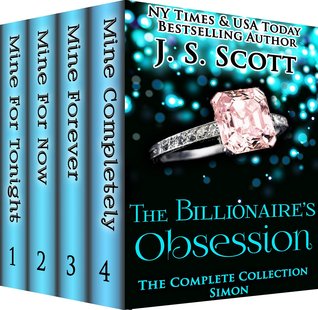 Mine For Tonight
1
Mine For Now
2
Mine Forever
3
Mine Completely
4
NY Times & USA Today
Bestselling Author
J. S. Scott
The Billionaire's
Obsession
The Complete Collection
Simon